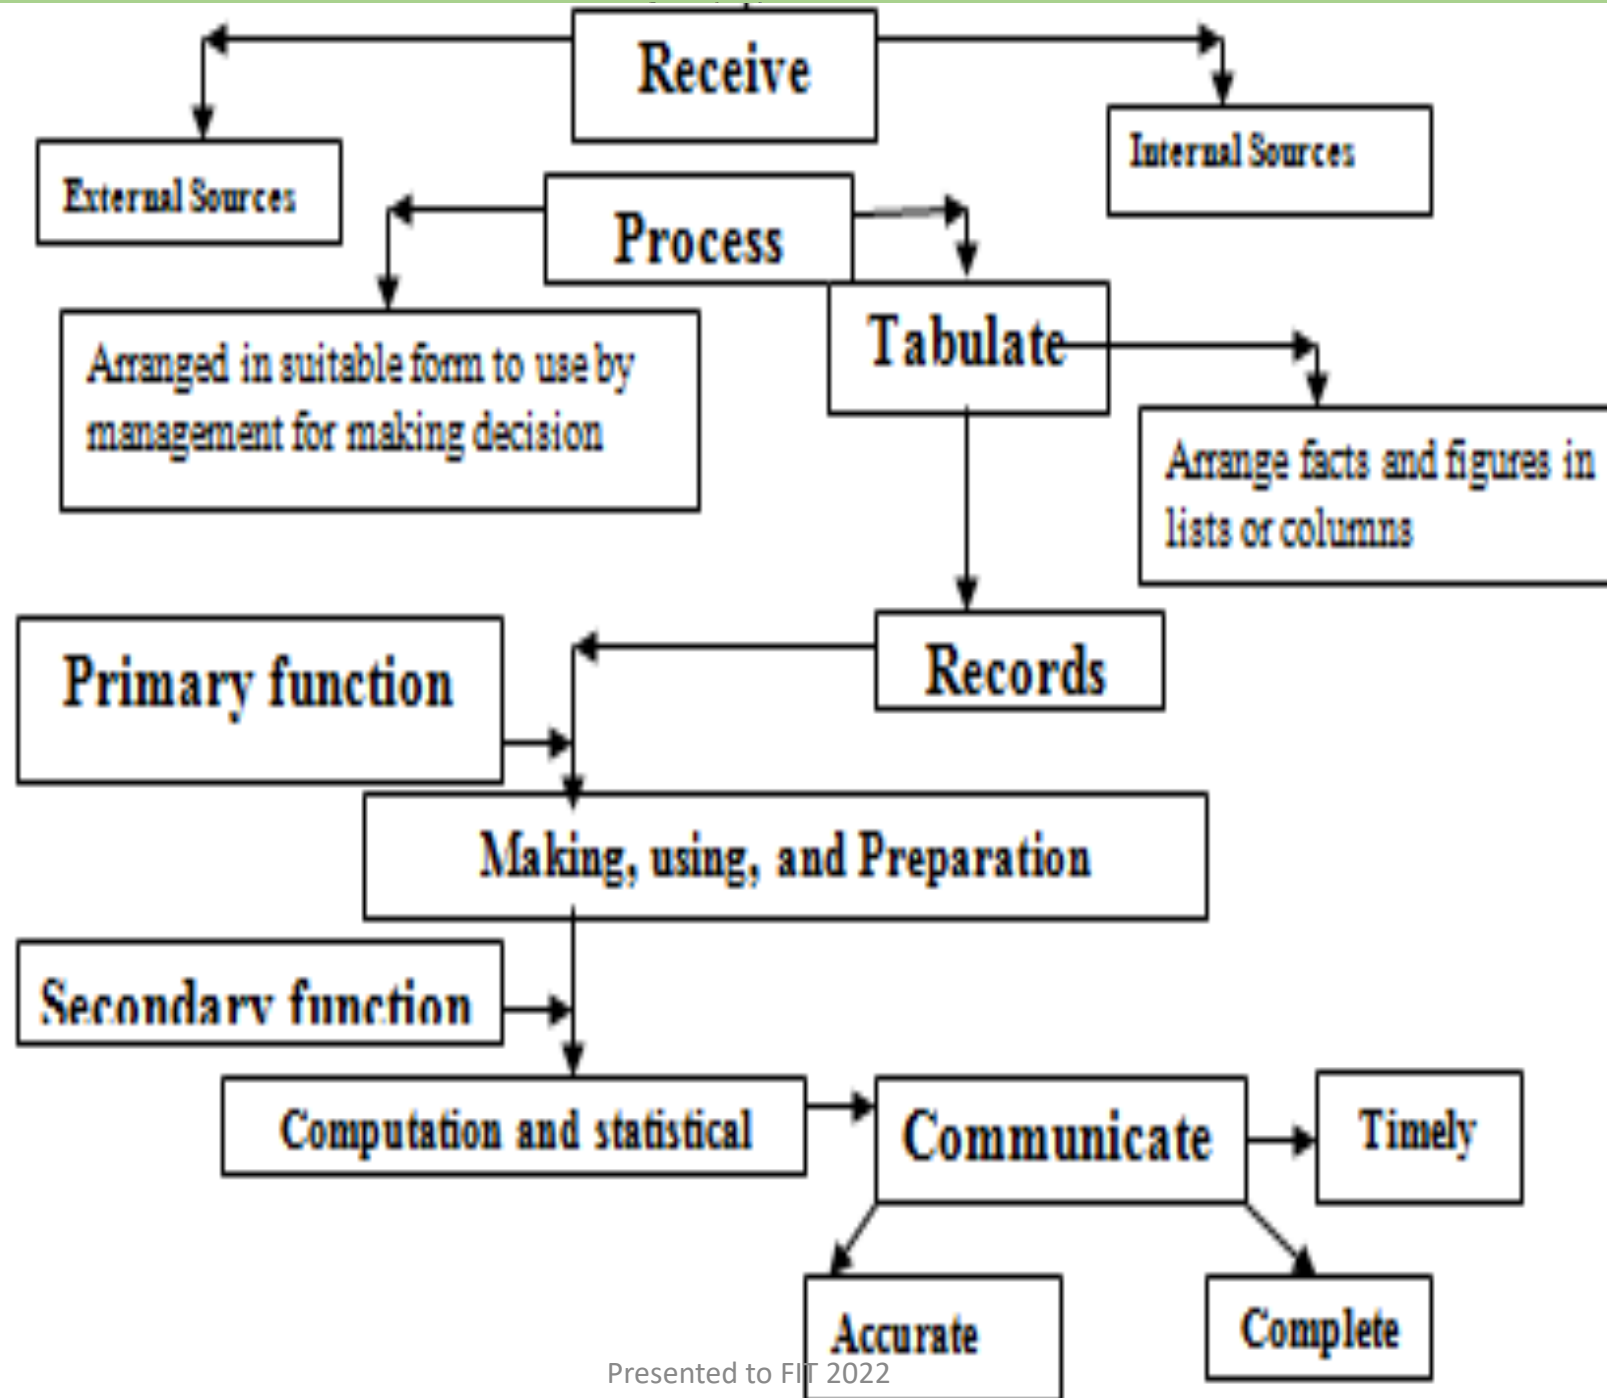 Receive
External Sources
Internal Sources
Process
Tabulate
Arranged in suitable form to use by
management for making decision
Arrange facts and figures in
lists or columns
Records
Primary function
Making, using, and Preparation
Secondary function
Computation and statistical
Communicate
Timely
Accurate
Complete
Presented to FIT 2022